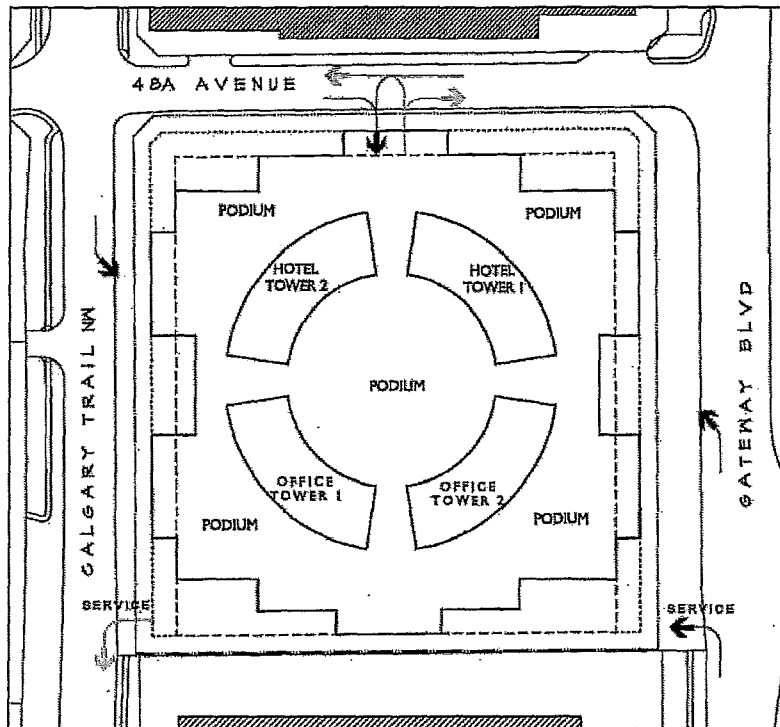 48A AVENUE
PODIUM
PODIUM
HOTEL
TOWER 2
HOTEL
TOWER 1
CALGARY TRAIL NW
GATEWAY BLVD
PODIUM
OFFICE
TOWER 1
OFFICE
TOWER 2
PODIUM
PODIUM
SERVICE
SERVICE